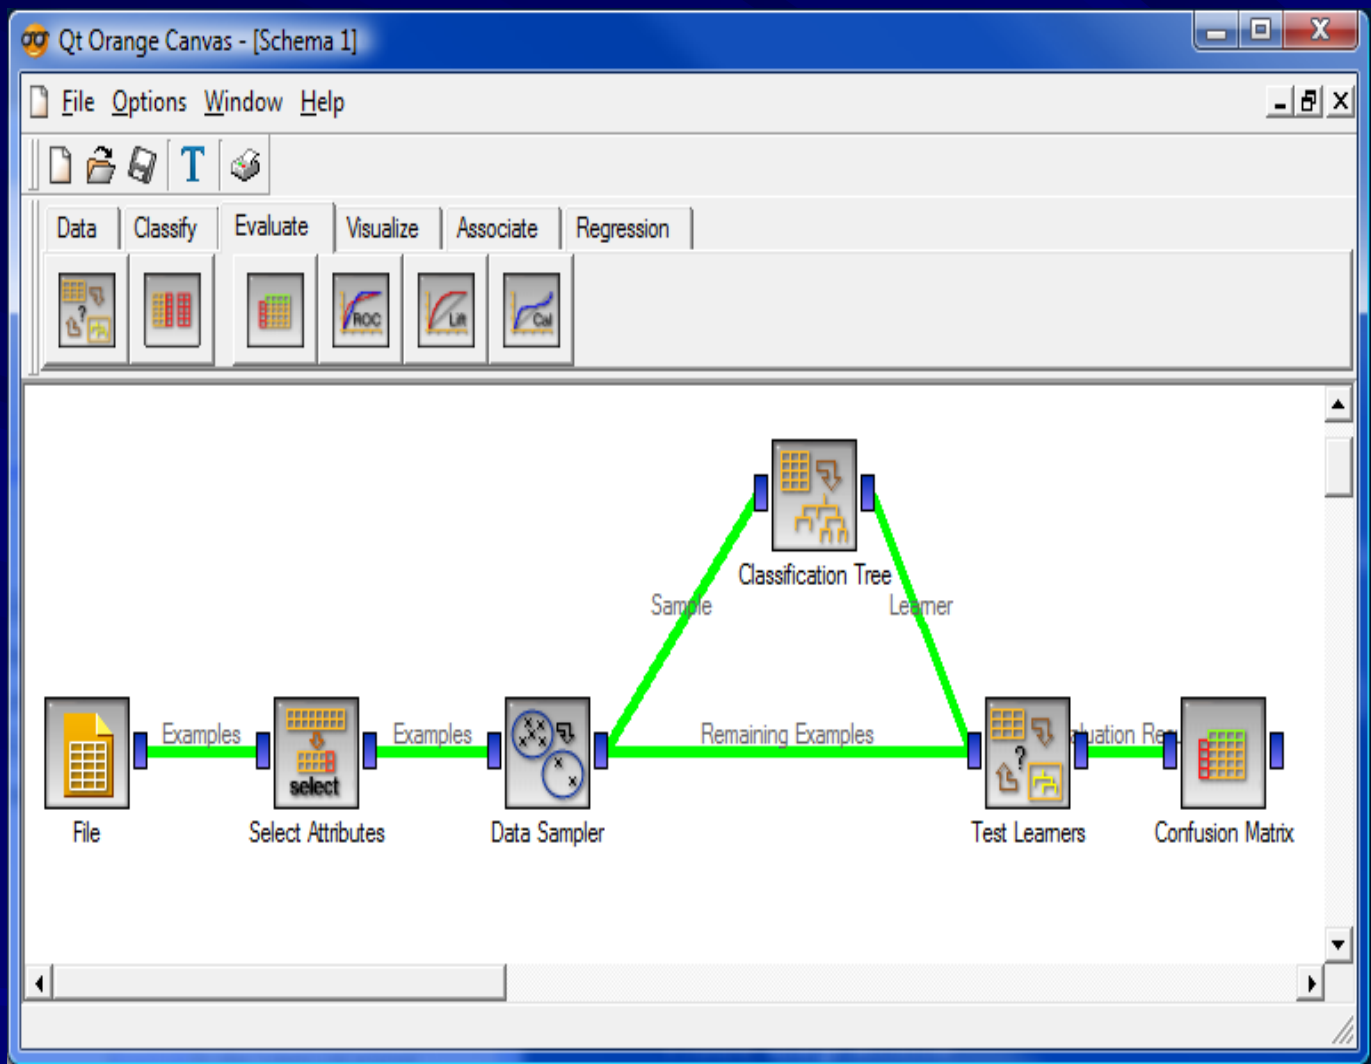 Qt Orange Canvas - [Schema 1]
File Options Window Help
T
Data Classify Evaluate Visualize Associate Regression
? ROC Lift Cal
Classification Tree
Sample Learner
Examples Examples Remaining Examples
select ?
File Select Attributes Data Sampler Test Learners Confusion Matrix